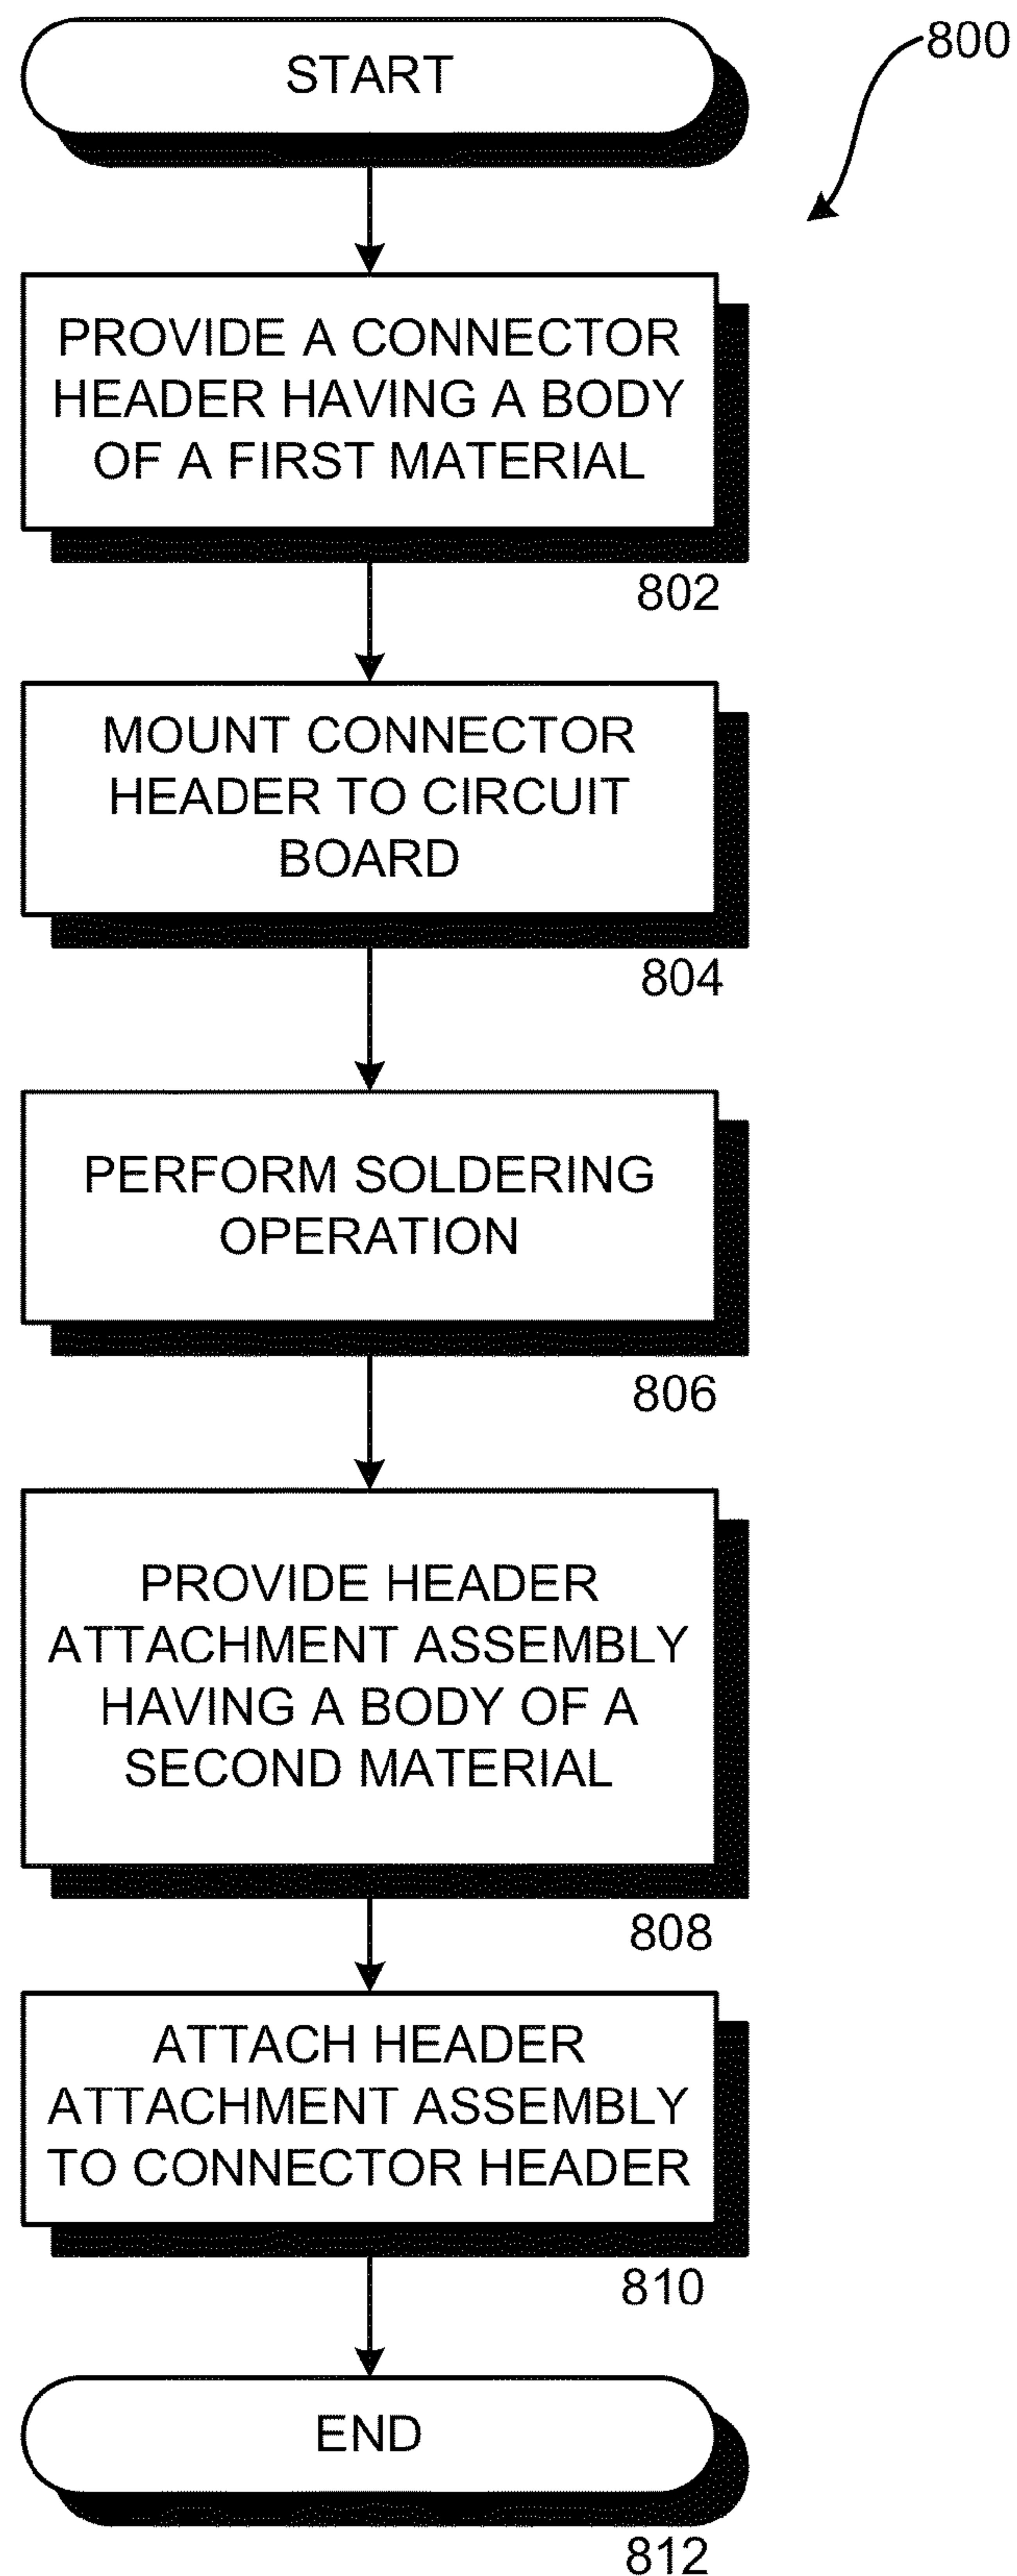 START
800
PROVIDE A CONNECTOR
HEADER HAVING A BODY
OF A FIRST MATERIAL
802
MOUNT CONNECTOR
HEADER TO CIRCUIT
BOARD
804
PERFORM SOLDERING
OPERATION
806
PROVIDE HEADER
ATTACHMENT ASSEMBLY
HAVING A BODY OF A
SECOND MATERIAL
808
ATTACH HEADER
ATTACHMENT ASSEMBLY
TO CONNECTOR HEADER
810
END
812